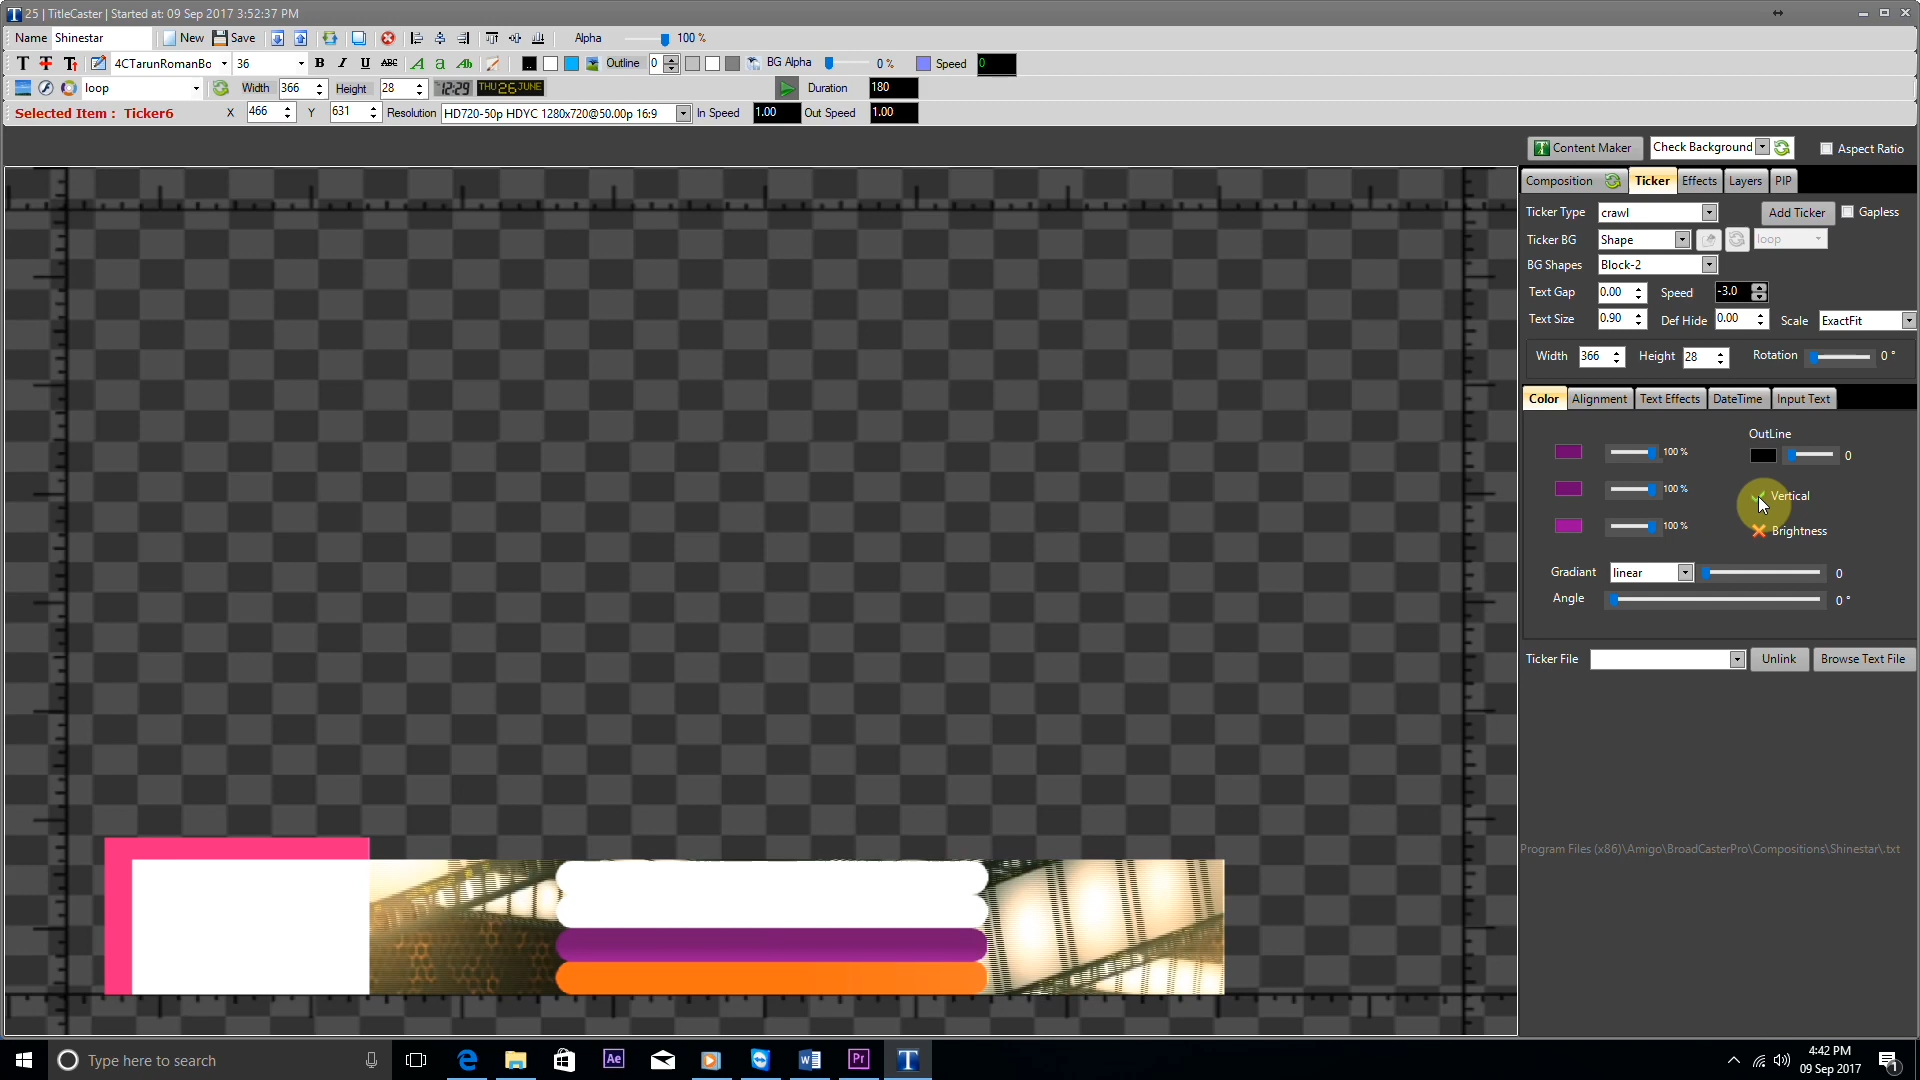 25 | TitleCaster | Started at: 09 Sep 2017 3:52:37 PM
Name Shinestar New Save Alpha 100 %
4CTarunRomanBo 36 B I U ABC A a Ab Outline 0 BG Alpha 0 % Speed 0
loop Width 366 Height 28 12:29 THU 26 JUNE Duration 180
Selected Item : Ticker6 X 466 Y 631 Resolution HD720-50p HDYC 1280x720@50.00p 16:9 In Speed 1.00 Out Speed 1.00
Content Maker Check Background Aspect Ratio
Composition Ticker Effects Layers PIP
Ticker Type crawl Add Ticker Gapless
Ticker BG Shape loop
BG Shapes Block-2
Text Gap 0.00 Speed -3.0
Text Size 0.90 Def Hide 0.00 Scale ExactFit
Width 366 Height 28 Rotation 0 °
Color Alignment Text Effects DateTime Input Text
OutLine
100 % 0
100 % Vertical
100 % Brightness
Gradiant linear 0
Angle 0 °
Ticker File Unlink Browse Text File
Program Files (x86)\Amigo\BroadCasterPro\Compositions\Shinestar\.txt
Type here to search Ae Pr T 4:42 PM
09 Sep 2017 1